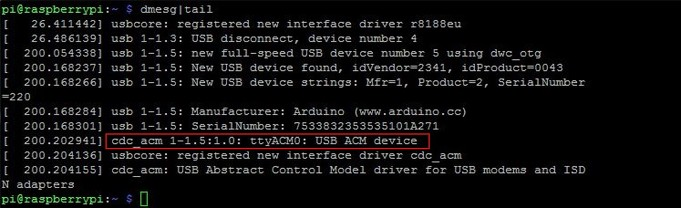 pi@raspberrypi:~ $ dmesg|tail
[   26.411442] usbcore: registered new interface driver r8188eu
[   26.486139] usb 1-1.3: USB disconnect, device number 4
[  200.054338] usb 1-1.5: new full-speed USB device number 5 using dwc_otg
[  200.168237] usb 1-1.5: New USB device found, idVendor=2341, idProduct=0043
[  200.168266] usb 1-1.5: New USB device strings: Mfr=1, Product=2, SerialNumber
=220
[  200.168284] usb 1-1.5: Manufacturer: Arduino (www.arduino.cc)
[  200.168301] usb 1-1.5: SerialNumber: 7533832353535101A271
[  200.202941] cdc_acm 1-1.5:1.0: ttyACM0: USB ACM device
[  200.204136] usbcore: registered new interface driver cdc_acm
[  200.204155] cdc_acm: USB Abstract Control Model driver for USB modems and ISD
N adapters
pi@raspberrypi:~ $